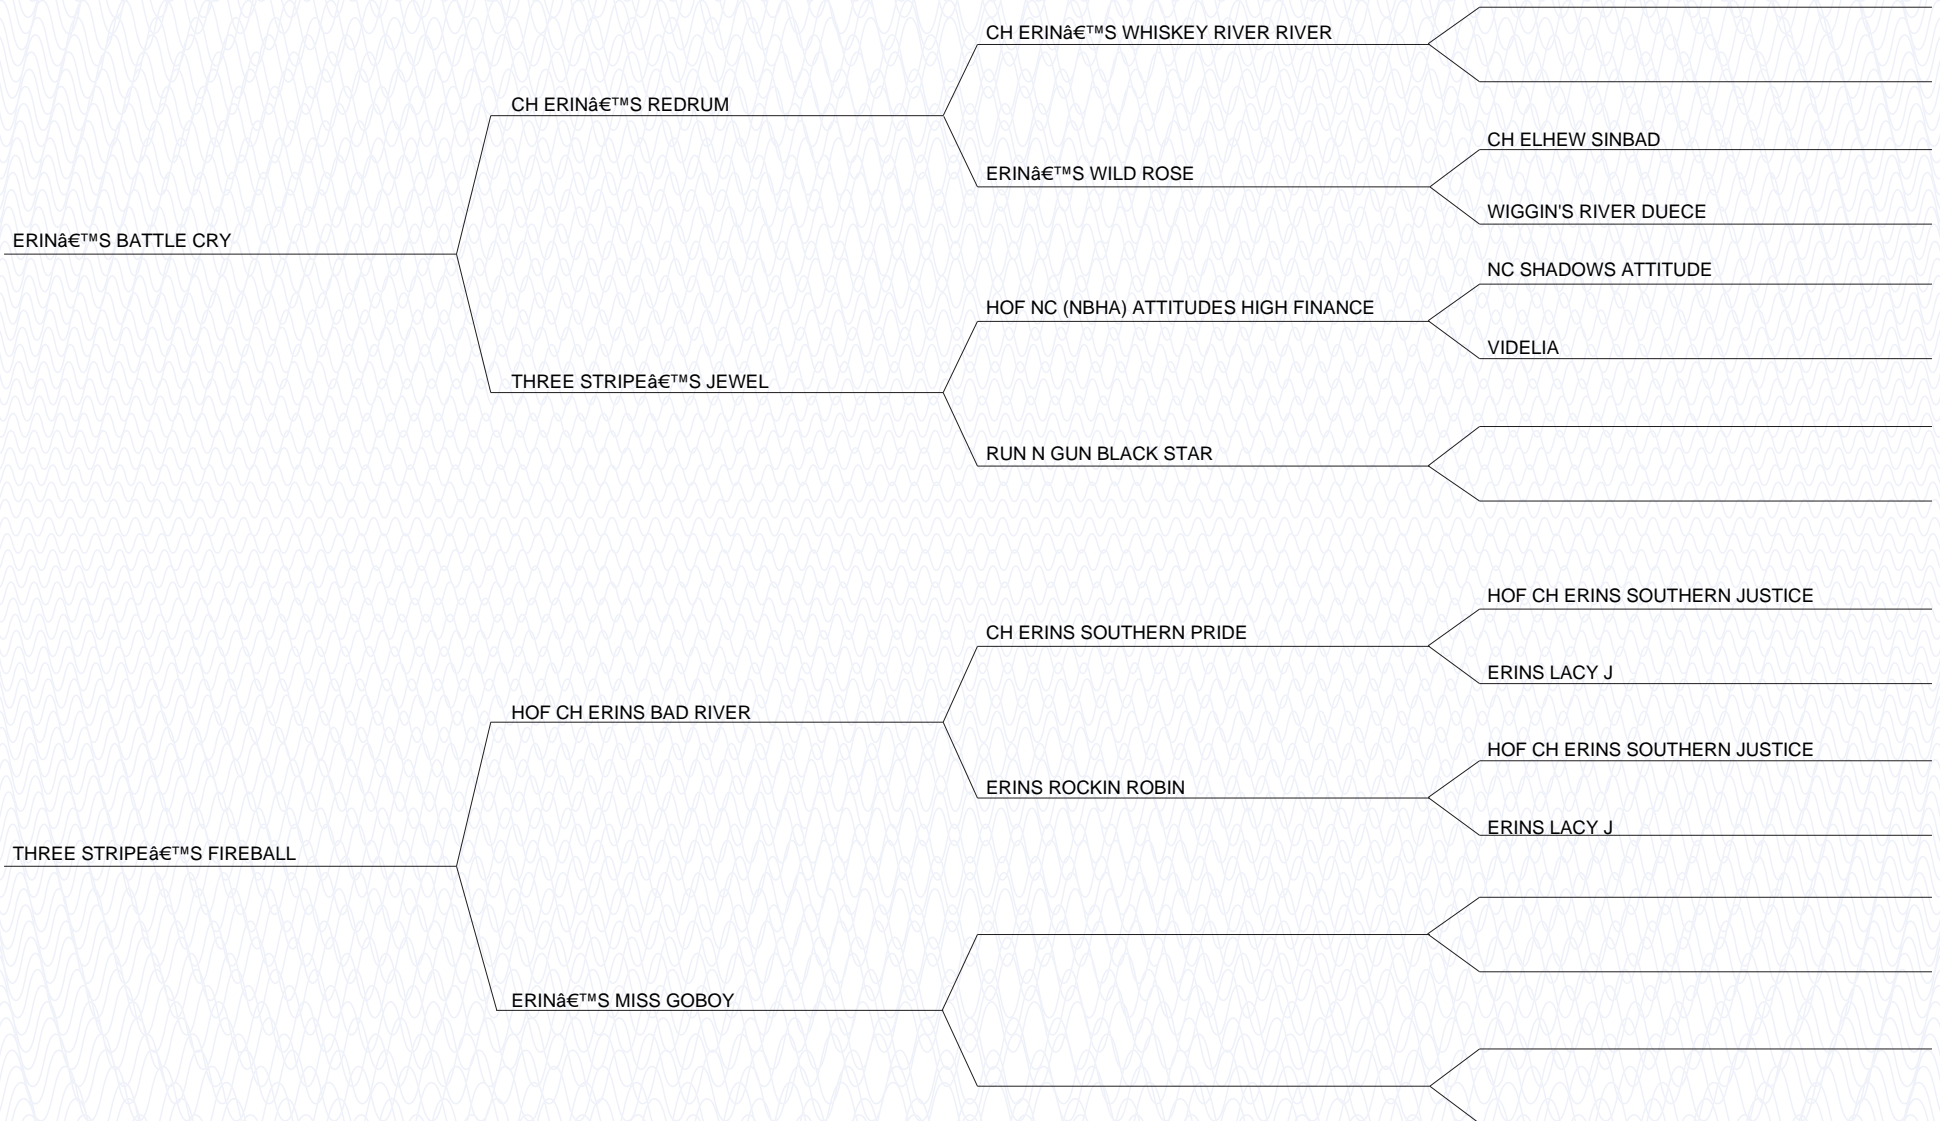 CH ERINâ€™S WHISKEY RIVER RIVER
CH ERINâ€™S REDRUM
CH ELHEW SINBAD
ERINâ€™S WILD ROSE
WIGGIN'S RIVER DUECE
ERINâ€™S BATTLE CRY
NC SHADOWS ATTITUDE
HOF NC (NBHA) ATTITUDES HIGH FINANCE
VIDELIA
THREE STRIPEâ€™S JEWEL
RUN N GUN BLACK STAR
HOF CH ERINS SOUTHERN JUSTICE
CH ERINS SOUTHERN PRIDE
ERINS LACY J
HOF CH ERINS BAD RIVER
HOF CH ERINS SOUTHERN JUSTICE
ERINS ROCKIN ROBIN
ERINS LACY J
THREE STRIPEâ€™S FIREBALL
ERINâ€™S MISS GOBOY